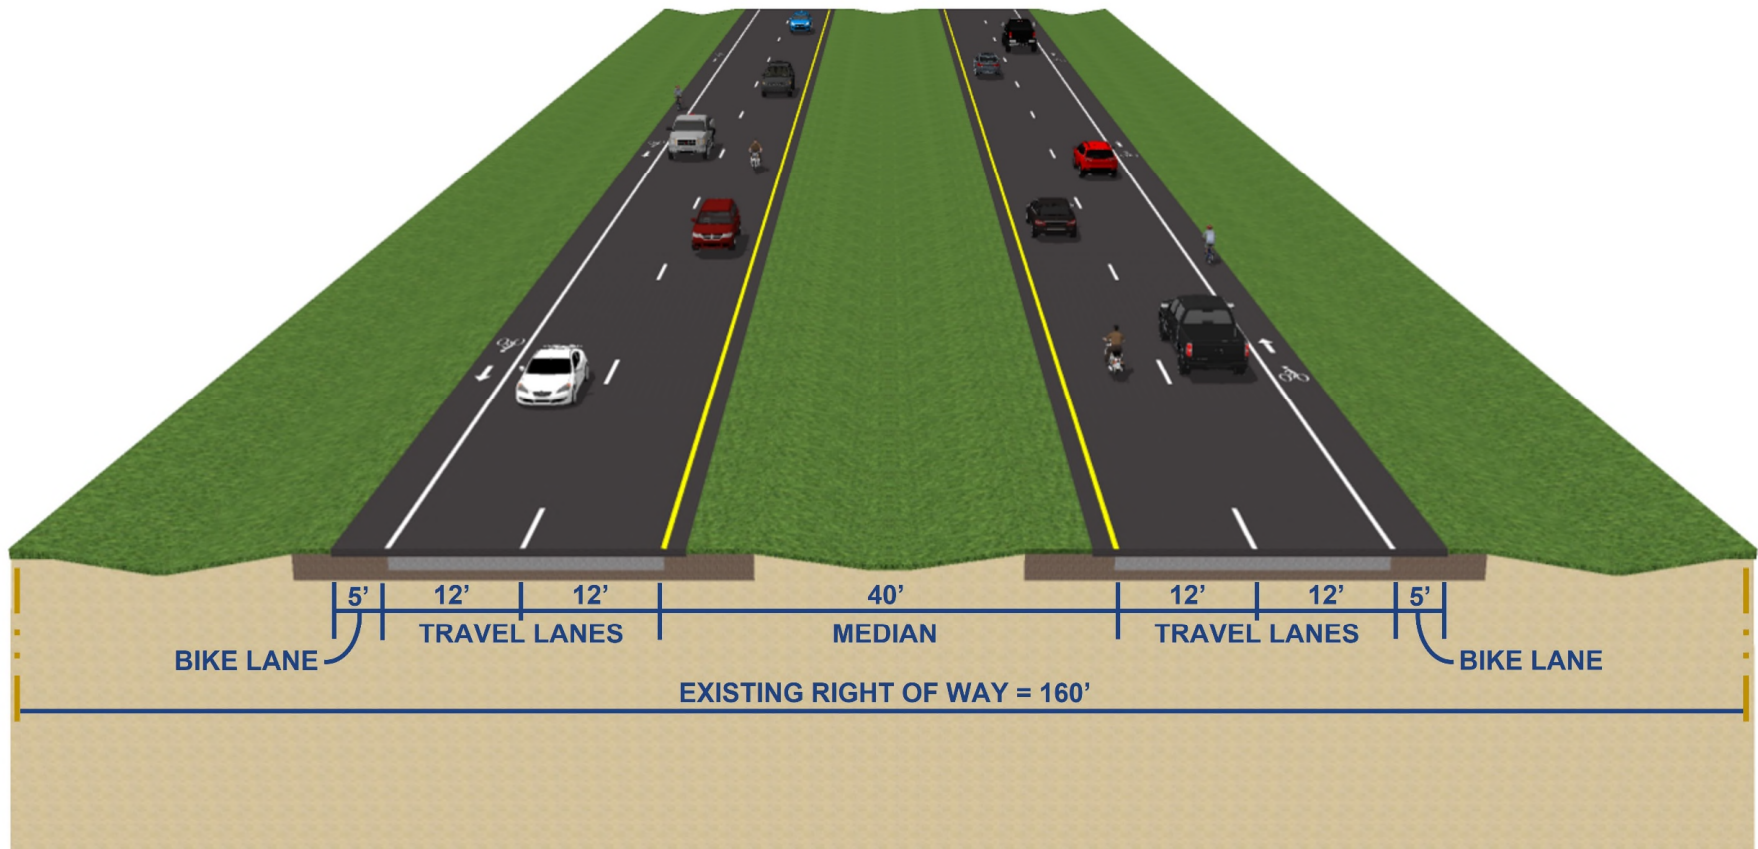 5’ 12’ 12’ 40’ 12’ 12’ 5’
TRAVEL LANES MEDIAN TRAVEL LANES
BIKE LANE BIKE LANE
EXISTING RIGHT OF WAY = 160’